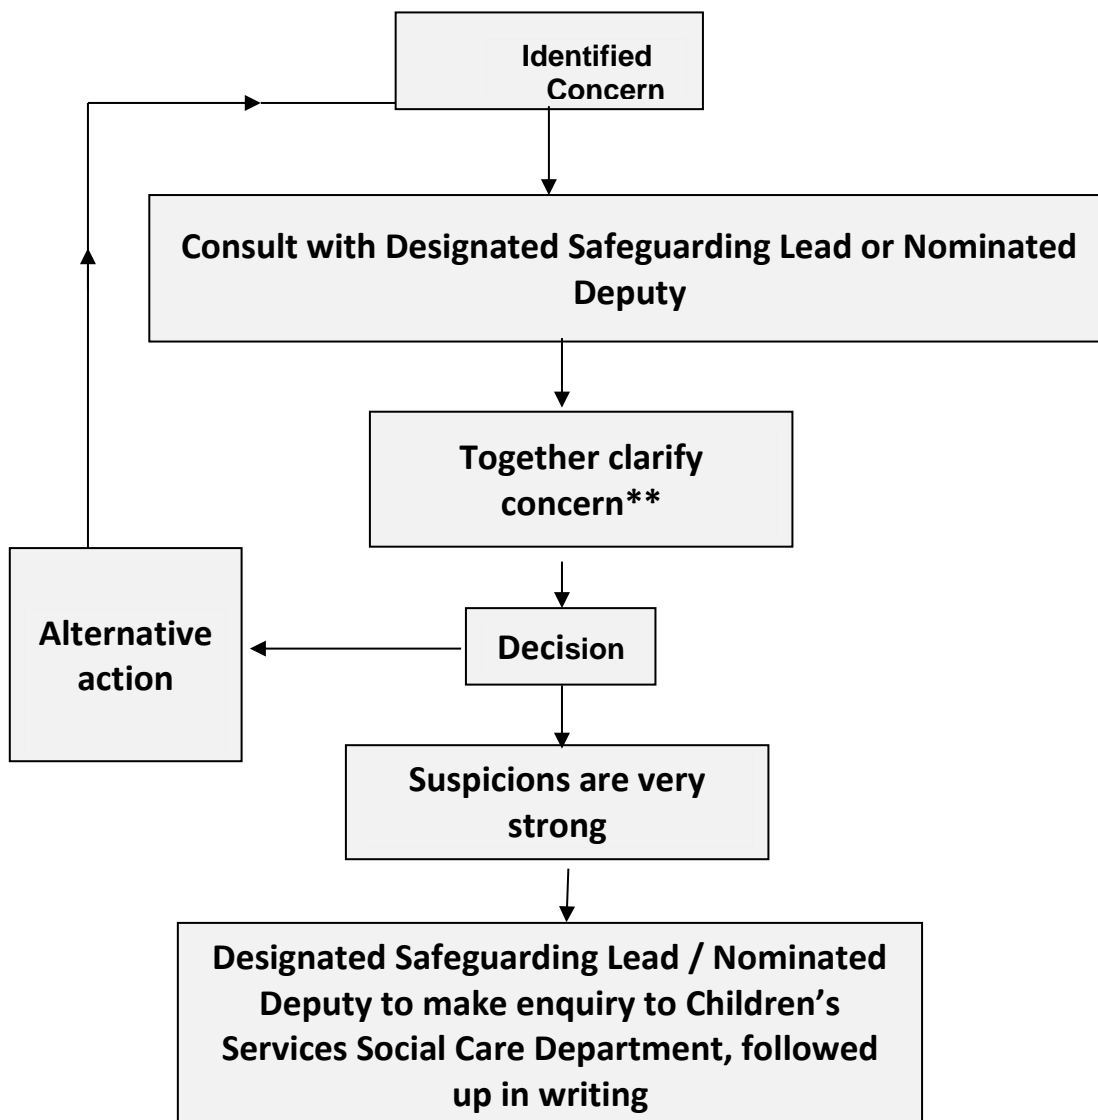 Identified
Concern
Consult with Designated Safeguarding Lead or Nominated
Deputy
Together clarify
concern**
Alternative
action
Decision
Suspicions are very
strong
Designated Safeguarding Lead / Nominated
Deputy to make enquiry to Children’s
Services Social Care Department, followed
up in writing